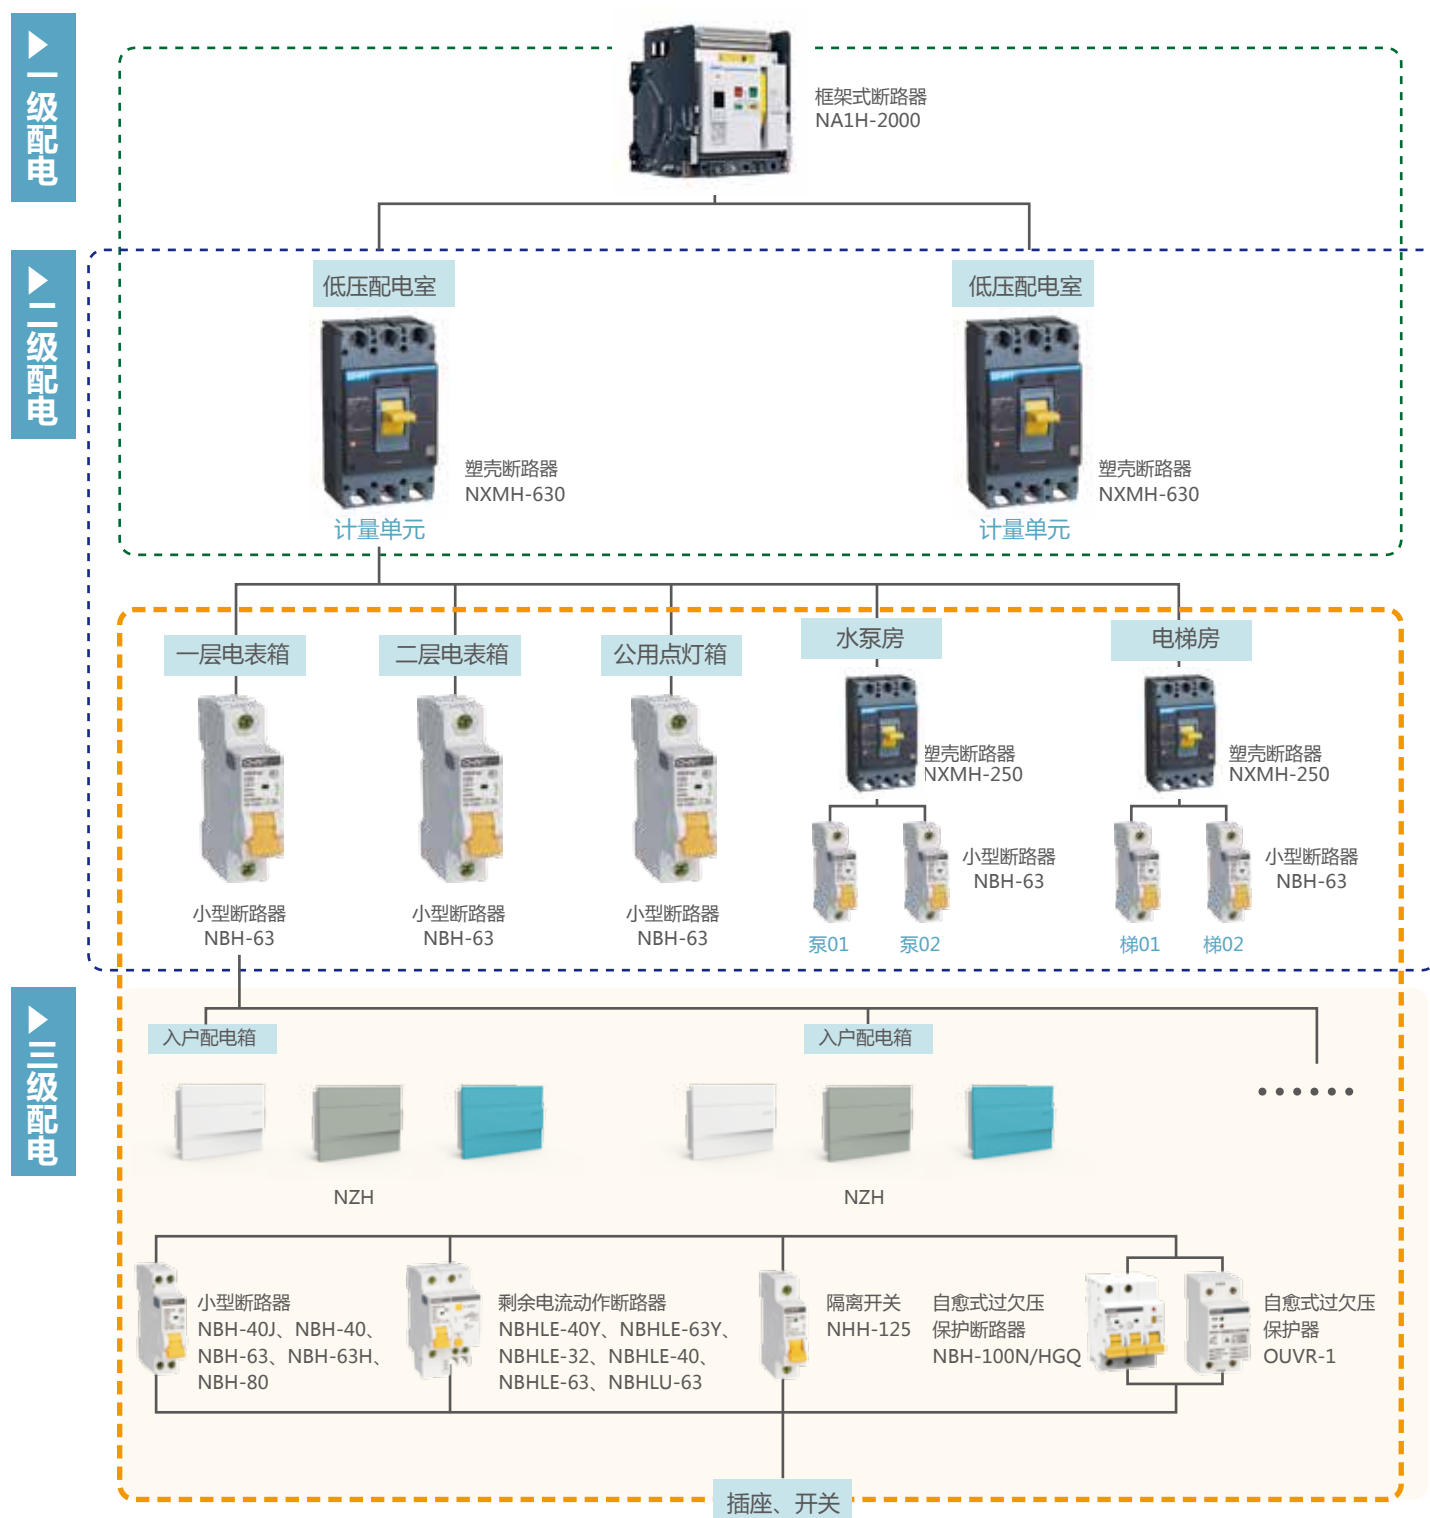 一级配电
框架式断路器
NA1H-2000
二级配电
低压配电室
低压配电室
塑壳断路器
NXMH-630
塑壳断路器
NXMH-630
计量单元
计量单元
一层电表箱
二层电表箱
公用点灯箱
水泵房
电梯房
塑壳断路器
NXMH-250
塑壳断路器
NXMH-250
小型断路器
NBH-63
小型断路器
NBH-63
小型断路器
NBH-63
小型断路器
NBH-63
小型断路器
NBH-63
泵01
泵02
梯01
梯02
三级配电
入户配电箱
入户配电箱
......
NZH
NZH
小型断路器
NBH-40J、NBH-40、
NBH-63、NBH-63H、
NBH-80
剩余电流动作断路器
NBHLE-40Y、NBHLE-63Y、
NBHLE-32、NBHLE-40、
NBHLE-63、NBHLU-63
隔离开关
NHH-125
自愈式过欠压
保护断路器
NBH-100N/HGQ
自愈式过欠压
保护器
OUVR-1
插座、开关